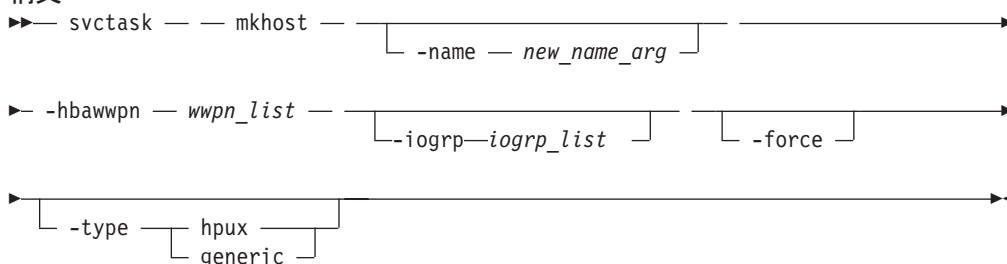 svctask mkhost
-name new_name_arg
-hbawwpn wwpn_list
-iogrp iogrp_list -force
-type hpux
generic